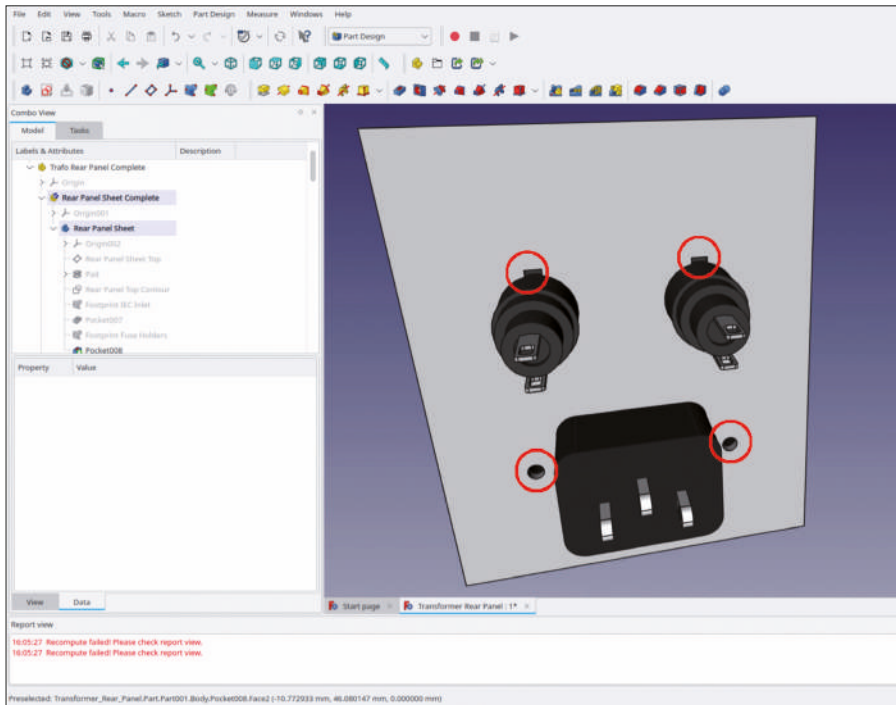 File Edit View Tools Macro Sketch Part Design Measure Windows Help
Part Design
Combo View
Model Tasks
Labels & Attributes Description
Trafo Rear Panel Complete
Origin
Rear Panel Sheet Complete
Origin001
Rear Panel Sheet
Origin002
Rear Panel Sheet Top
Pad
Rear Panel Top Contour
Footprint IEC Inlet
Pocket007
Footprint Fuse Holders
Pocket008
Property Value
View Data
Start page Transformer Rear Panel : 1*
Report view
16:05:27 Recompute failed! Please check report view.
16:05:27 Recompute failed! Please check report view.
Preselected: Transformer_Rear_Panel.Part.Part001.Body.Pocket008.Face2 (-10.772933 mm, 46.080147 mm, 0.000000 mm)